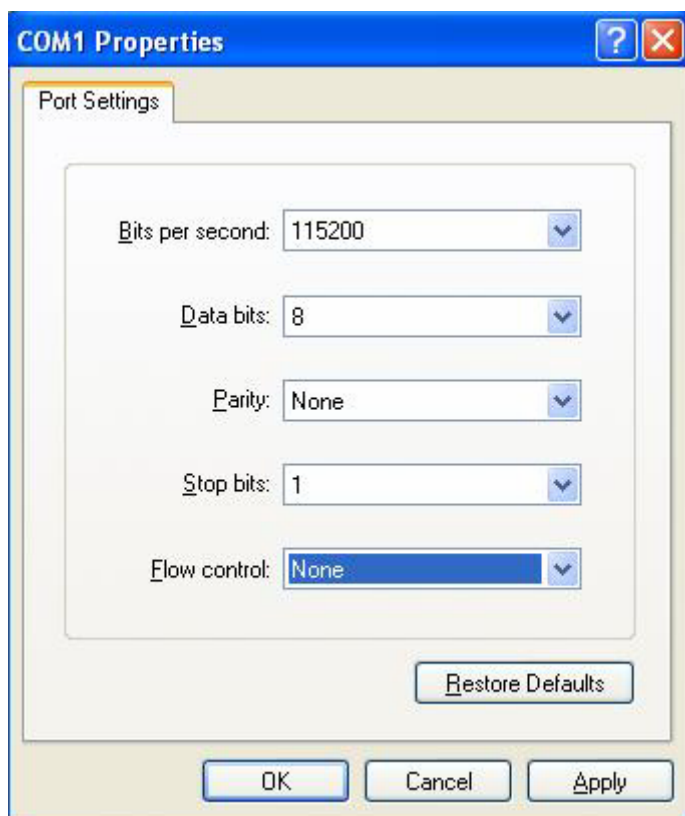 COM1 Properties
Port Settings
Bits per second: 115200
Data bits: 8
Parity: None
Stop bits: 1
Flow control: None
Restore Defaults
OK Cancel Apply